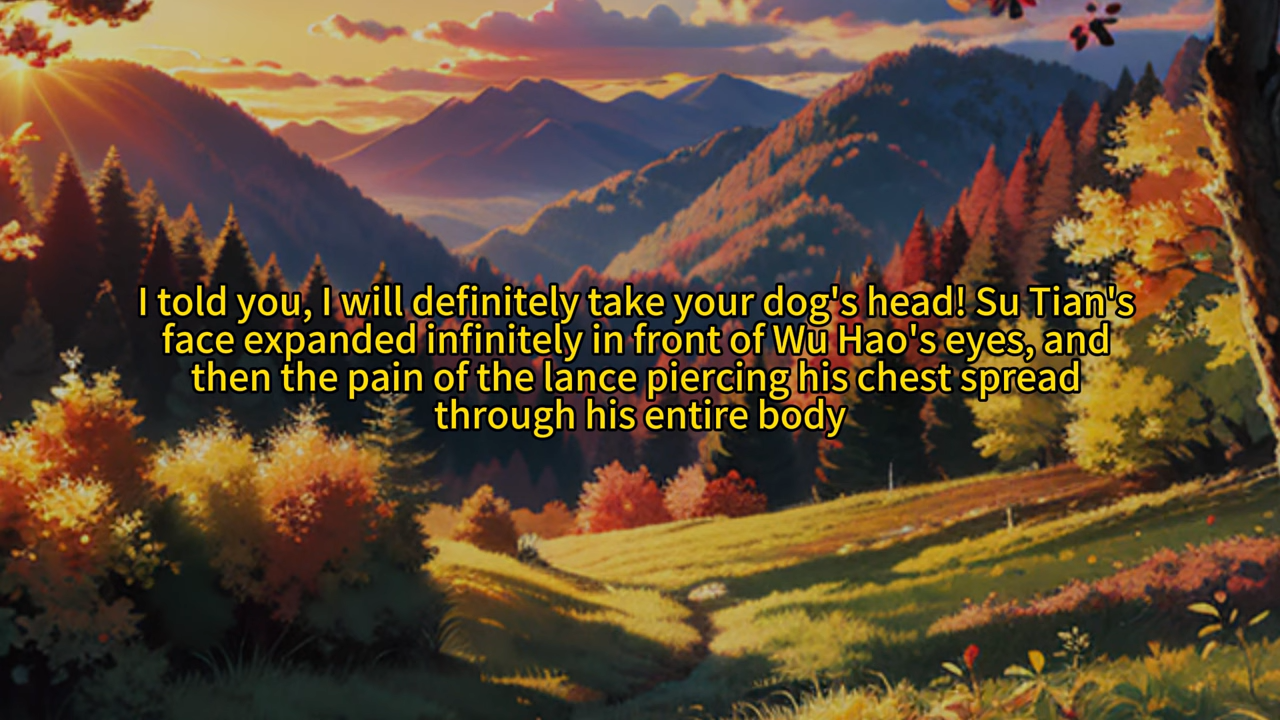 I told you, I will definitely take your dog's head! Su Tian's
face expanded infinitely in front of Wu Hao's eyes, and
then the pain of the lance piercing his chest spread
through his entire body